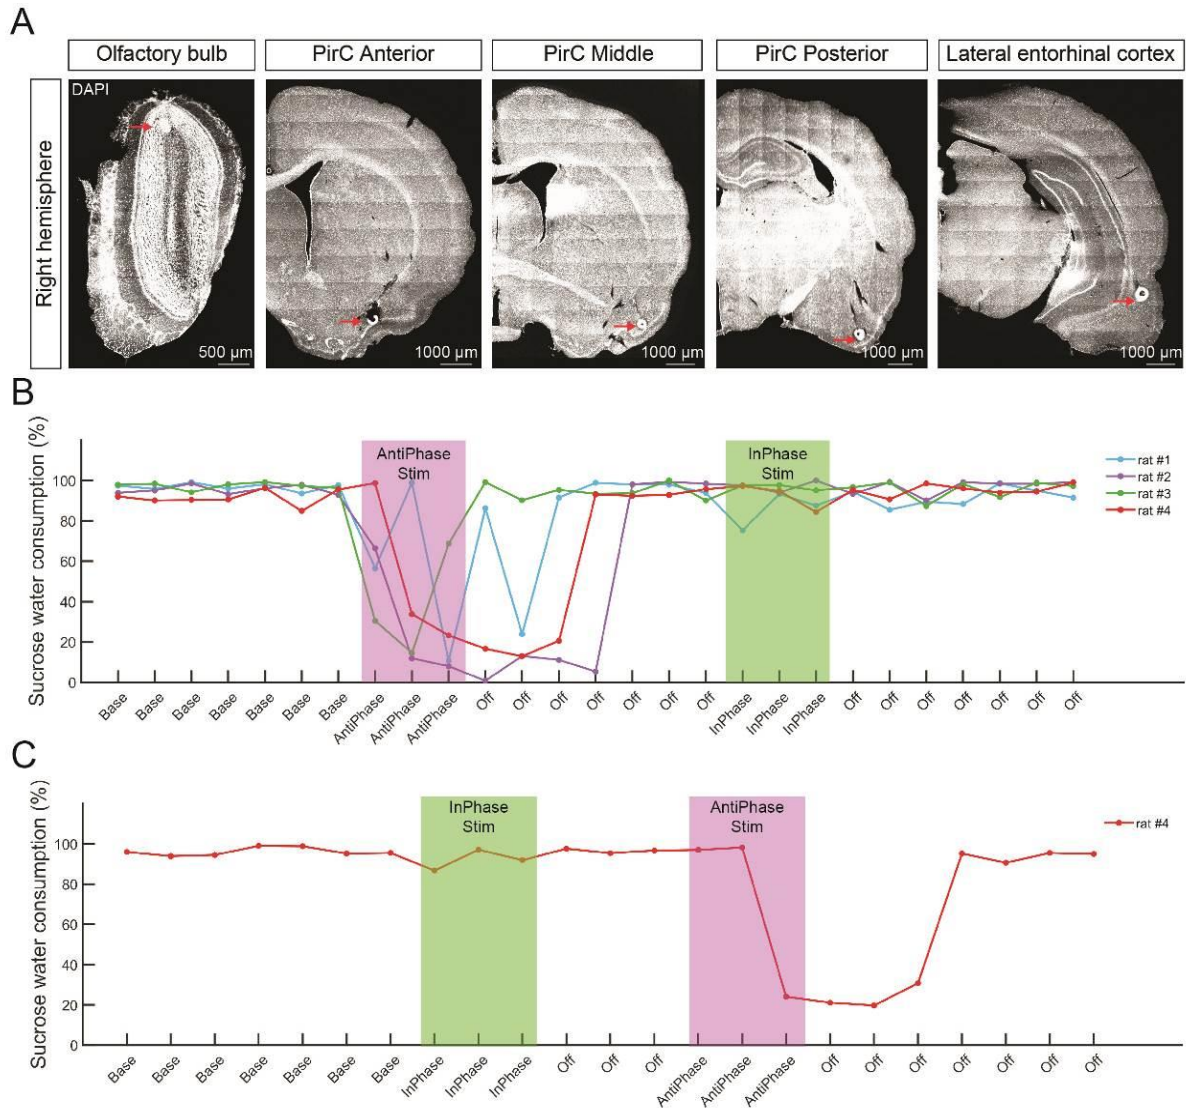 A
Olfactory bulb
PirC Anterior
PirC Middle
PirC Posterior
Lateral entorhinal cortex
Right hemisphere
DAPI
500 µm
1000 µm
1000 µm
1000 µm
1000 µm
B
Sucrose water consumption (%)
100
80
60
40
20
0
AntiPhase
Stim
InPhase
Stim
rat #1
rat #2
rat #3
rat #4
Base
Base
Base
Base
Base
Base
Base
AntiPhase
AntiPhase
AntiPhase
Off
Off
Off
Off
Off
Off
Off
InPhase
InPhase
InPhase
Off
Off
Off
Off
Off
Off
Off
C
Sucrose water consumption (%)
100
80
60
40
20
0
InPhase
Stim
AntiPhase
Stim
rat #4
Base
Base
Base
Base
Base
Base
Base
InPhase
InPhase
InPhase
Off
Off
Off
AntiPhase
AntiPhase
AntiPhase
Off
Off
Off
Off
Off
Off
Off